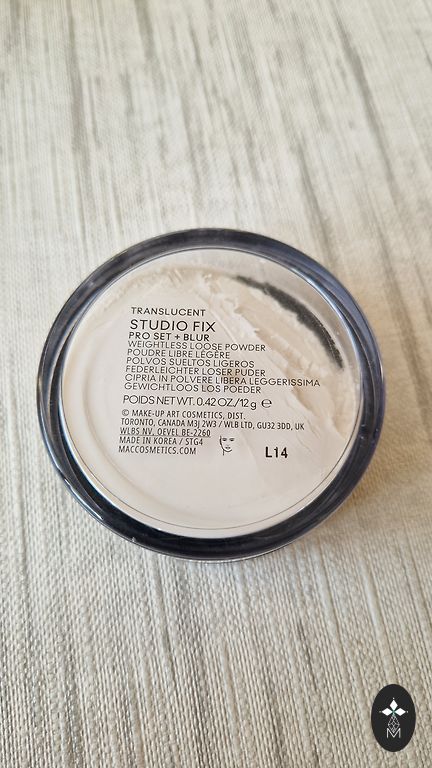 TRANSLUCENT
STUDIO FIX
PRO SET + BLUR
WEIGHTLESS LOOSE POWDER
POUDRE LIBRE LÉGÈRE
POLVOS SUELTOS LIGEROS
FEDERLEICHTER LOSER PUDER
CIPRIA IN POLVERE LIBERA LEGGERISSIMA
GEWICHTLOOS LOS POEDER
POIDS NET WT. 0.42 OZ./12 g ℮
© MAKE-UP ART COSMETICS, DIST.
TORONTO, CANADA M3J 2W3 / WLB LTD, GU32 3DD, UK
WLBS NV, OEVEL BE-2260
MADE IN KOREA / STG4
MACCOSMETICS.COM
L14
M